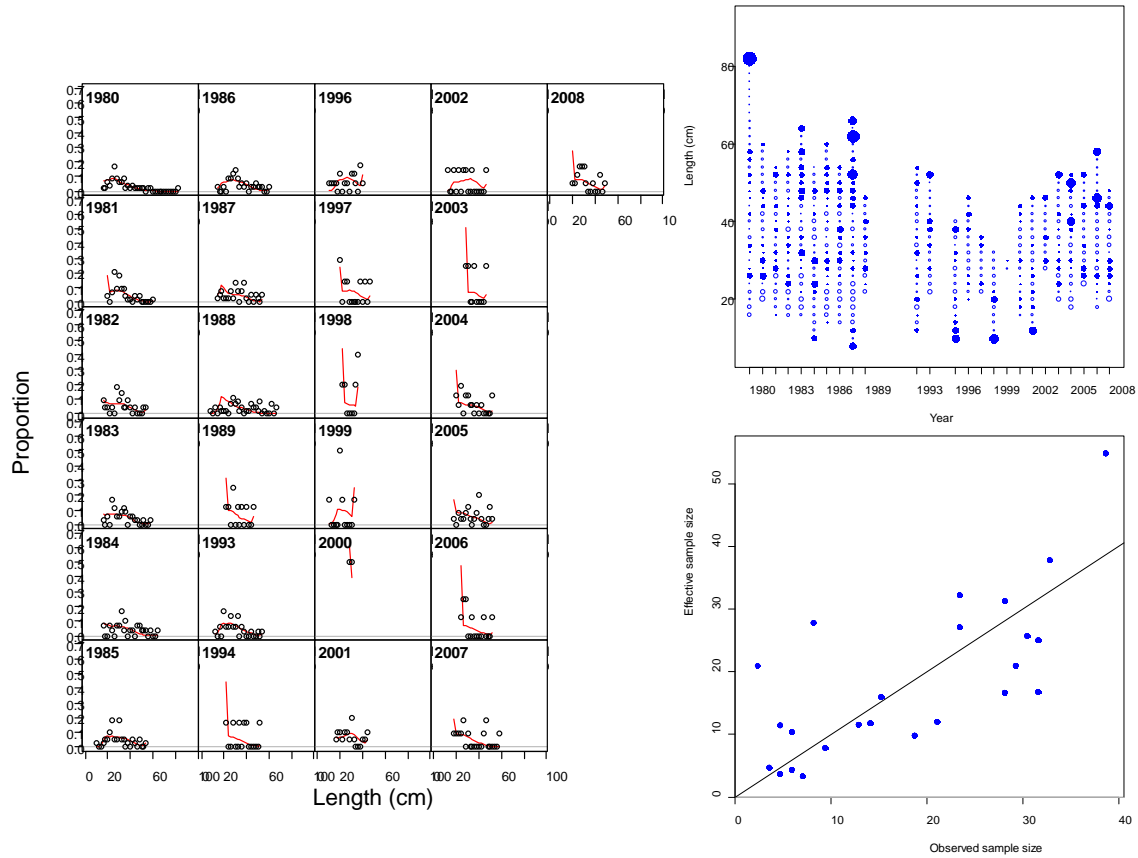 Proportion
1980 1986 1996 2002 2008
1981 1987 1997 2003
1982 1988 1998 2004
1983 1989 1999 2005
1984 1993 2000 2006
1985 1994 2001 2007
0.0 0.1 0.2 0.3 0.4 0.5 0.6 0.7
0 20 60 100
20 60 10
Length (cm)
Length (cm)
80
60
40
20
1980 1983 1986 1989 1993 1996 1999 2002 2005 2008
Year
Effective sample size
50
40
30
20
10
0
0 10 20 30 40
Observed sample size